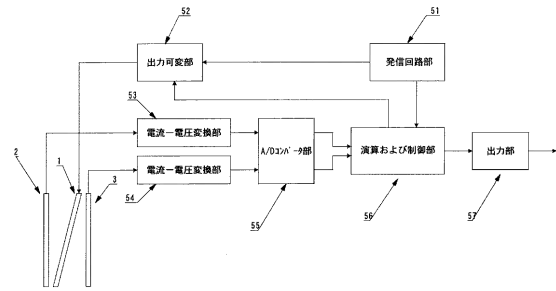 52
51
出力可変部
発信回路部
53
電流－電圧変換部
2
1
A/Dコンバータ部
演算および制御部
出力部
電流－電圧変換部
3
54
55
56
57